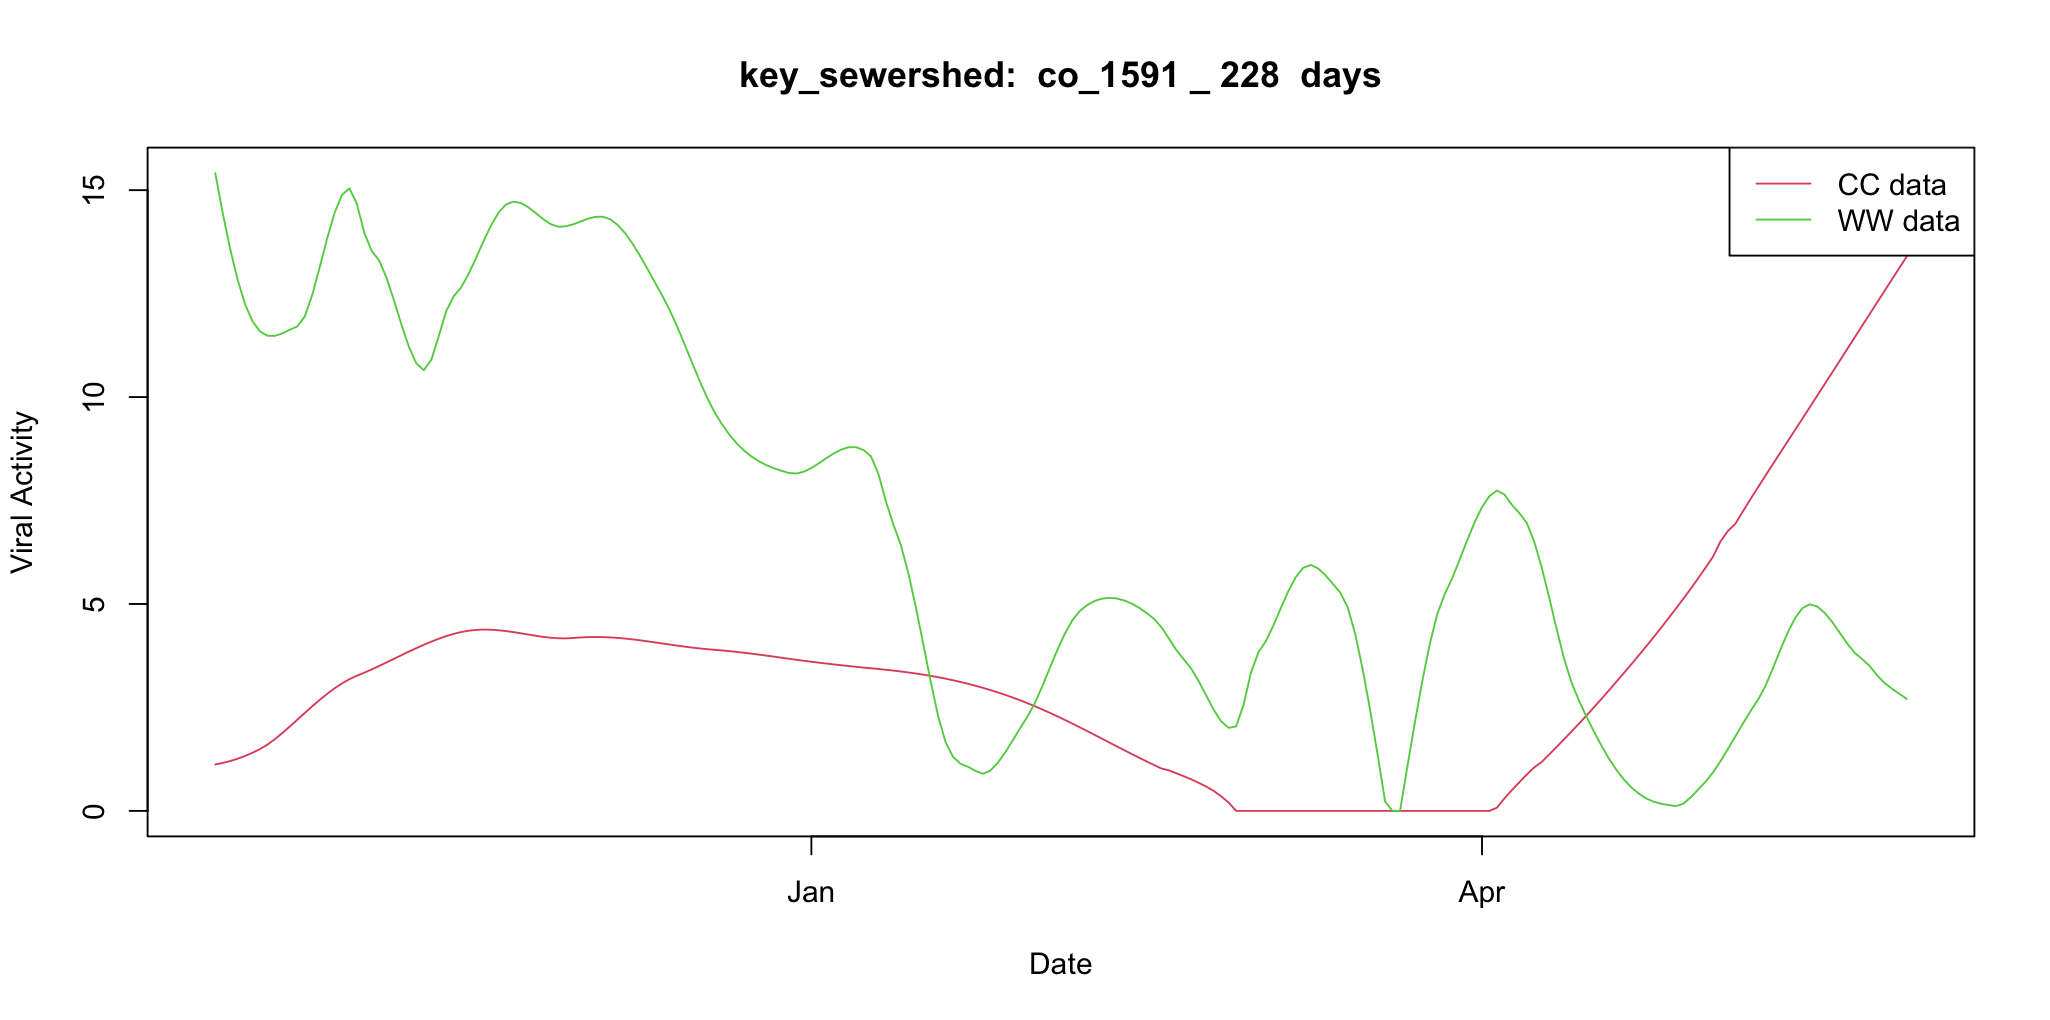 key_sewershed:  co_1591 _ 228  days
Viral Activity
15
10
5
0
CC data
WW data
Jan
Apr
Date